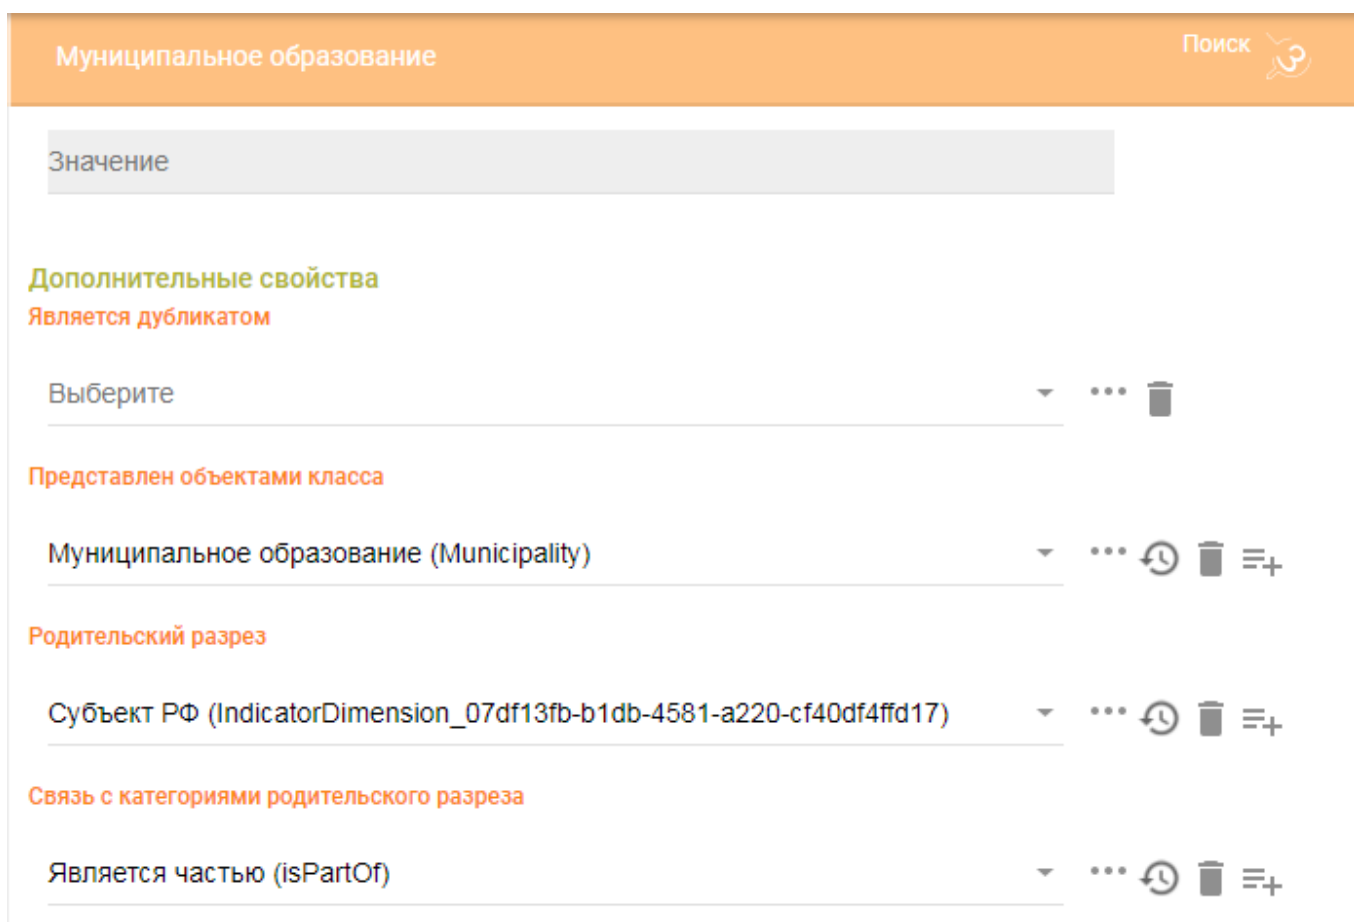 Муниципальное образование
Поиск
Значение
Дополнительные свойства
Является дубликатом
Выберите
Представлен объектами класса
Муниципальное образование (Municipality)
Родительский разрез
Субъект РФ (IndicatorDimension_07df13fb-b1db-4581-a220-cf40df4ffd17)
Связь с категориями родительского разреза
Является частью (isPartOf)